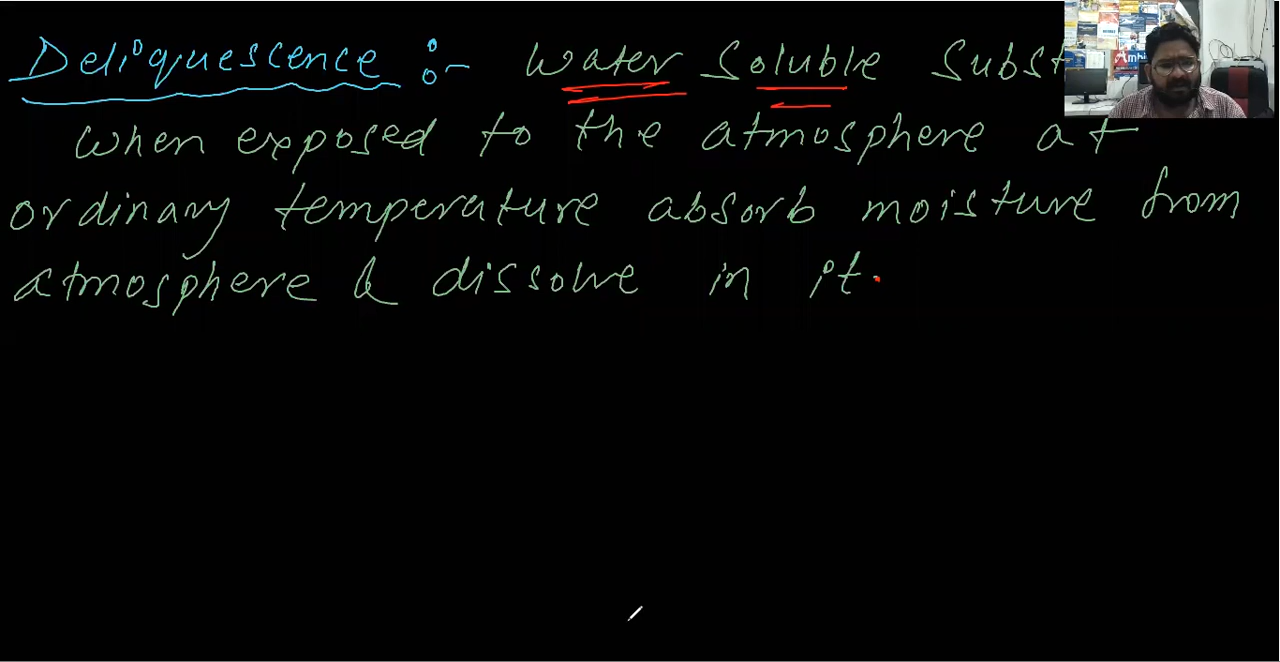 Deliquescence :- Water Soluble Subst
when exposed to the atmosphere at
ordinary temperature absorb moisture from
atmosphere & dissolve in it.
Ambi